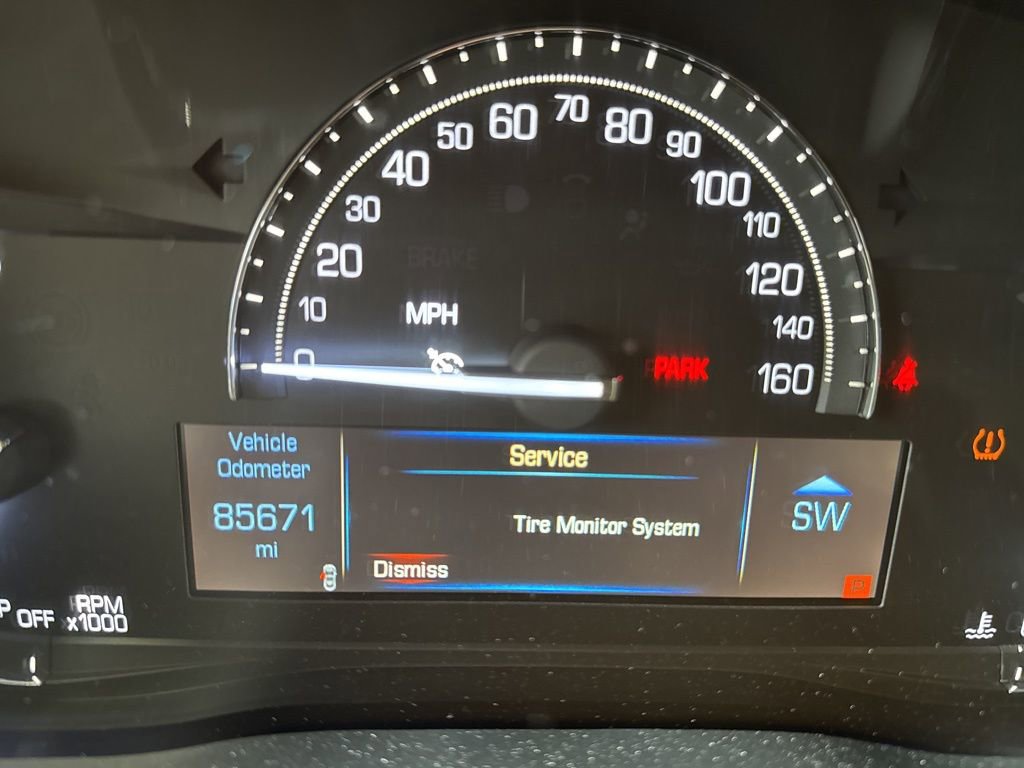 70
60
80
50
90
40
100
30
110
BRAKE
20
120
10
MPH
140
0
PARK
160
Vehicle
Odometer
85671
mi
Service
Tire Monitor System
Dismiss
SW
P
OFF
RPM
x1000